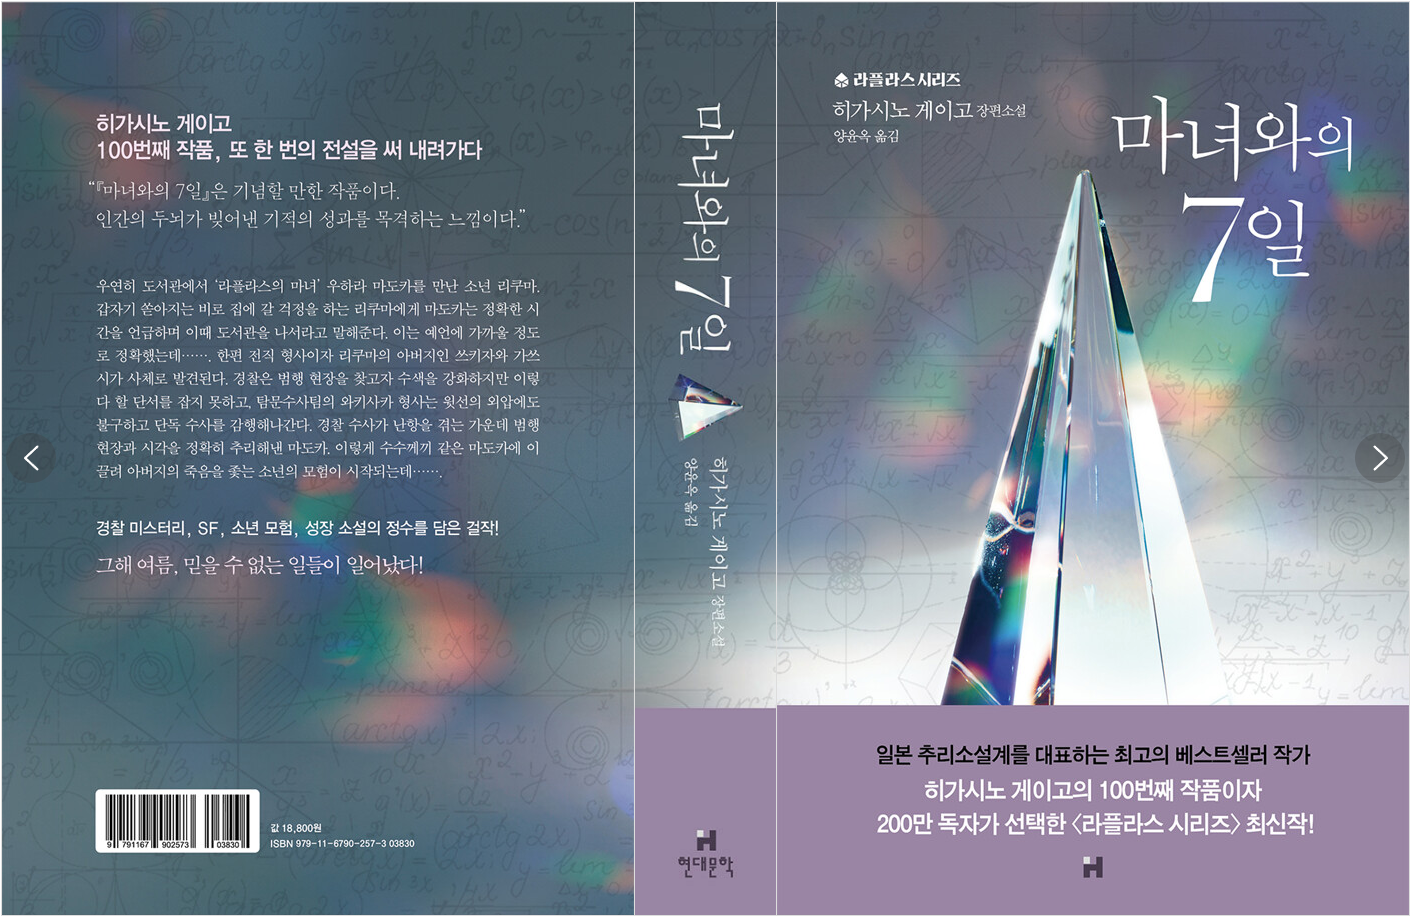 히가시노 게이고
100번째 작품, 또 한 번의 전설을 써 내려가다
“『마녀와의 7일』은 기념할 만한 작품이다.
인간의 두뇌가 빚어낸 기적의 성과를 목격하는 느낌이다.”
우연히 도서관에서 ‘라플라스의 마녀’ 우하라 마도카를 만난 소년 리쿠마.
갑자기 쏟아지는 비로 집에 갈 걱정을 하는 리쿠마에게 마도카는 정확한 시
간을 언급하며 이때 도서관을 나서라고 말해준다. 이는 예언에 가까울 정도
로 정확했는데……. 한편 전직 형사이자 리쿠마의 아버지인 쓰키자와 가쓰
시가 사체로 발견된다. 경찰은 범행 현장을 찾고자 수색을 강화하지만 이렇
다 할 단서를 잡지 못하고, 탐문수사팀의 와키사카 형사는 윗선의 외압에도
불구하고 단독 수사를 감행해나간다. 경찰 수사가 난항을 겪는 가운데 범행
현장과 시각을 정확히 추리해낸 마도카. 이렇게 수수께끼 같은 마도카에 이
끌려 아버지의 죽음을 좇는 소년의 모험이 시작되는데…….
경찰 미스터리, SF, 소년 모험, 성장 소설의 정수를 담은 걸작!
그해 여름, 믿을 수 없는 일들이 일어났다!
9 791167 902573 03830
값 18,800원
ISBN 979-11-6790-257-3 03830
마녀와의 7일
히가시노 게이고 장편소설
양윤옥 옮김
현대문학
라플라스 시리즈
히가시노 게이고 장편소설
양윤옥 옮김
마녀와의
7일
일본 추리소설계를 대표하는 최고의 베스트셀러 작가
히가시노 게이고의 100번째 작품이자
200만 독자가 선택한 〈라플라스 시리즈〉 최신작!